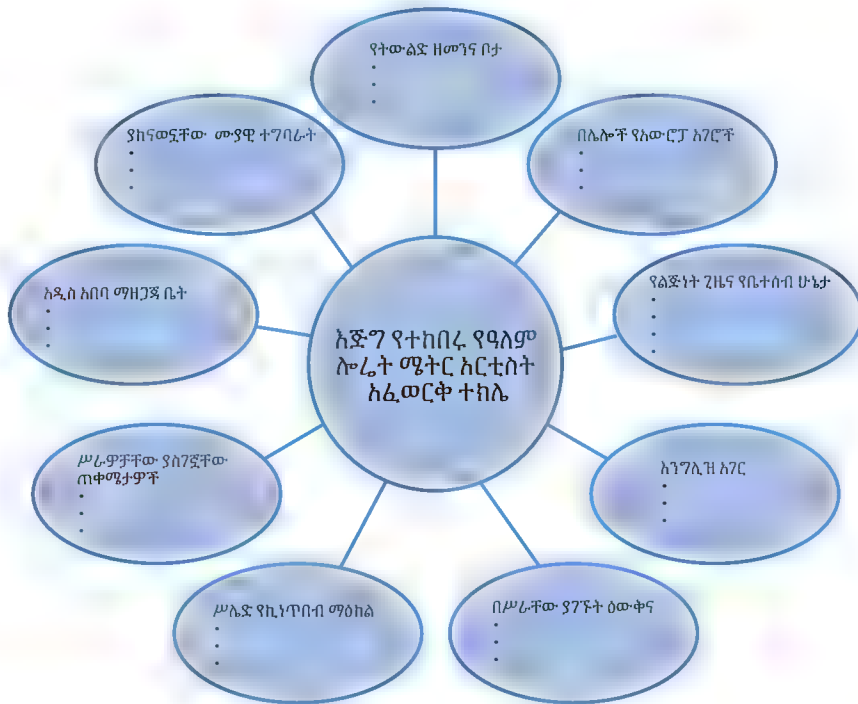 የትውልድ ዘመንና ቦታ
•
•
•
ያከናወኗቸው ሙያዊ ተግባራት
•
•
•
በሌሎች የአውሮፓ አገሮች
•
•
•
አዲስ አበባ ማዘጋጃ ቤት
•
•
•
የልጅነት ጊዜና የቤተሰብ ሁኔታ
•
•
•
•
እጅግ የተከበሩ የዓለም
ሎሬት ሜትር አርቲስት
አፈወርቅ ተክሌ
ሥራዎቻቸው ያስገኟቸው
ጠቀሜታዎች
•
•
•
እንግሊዝ አገር
•
•
•
ሥሌድ የኪነጥበብ ማዕከል
•
•
•
በሥራቸው ያገኙት ዕውቅና
•
•
•